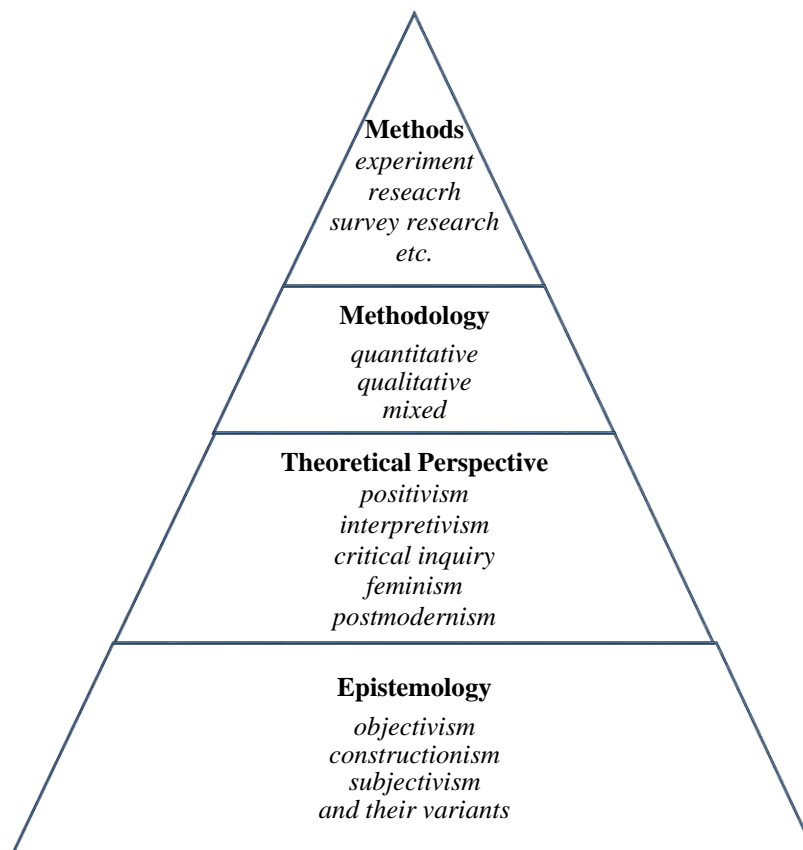 Methods
experiment
reseacrh
survey research
etc.
Methodology
quantitative
qualitative
mixed
Theoretical Perspective
positivism
interpretivism
critical inquiry
feminism
postmodernism
Epistemology
objectivism
constructionism
subjectivism
and their variants